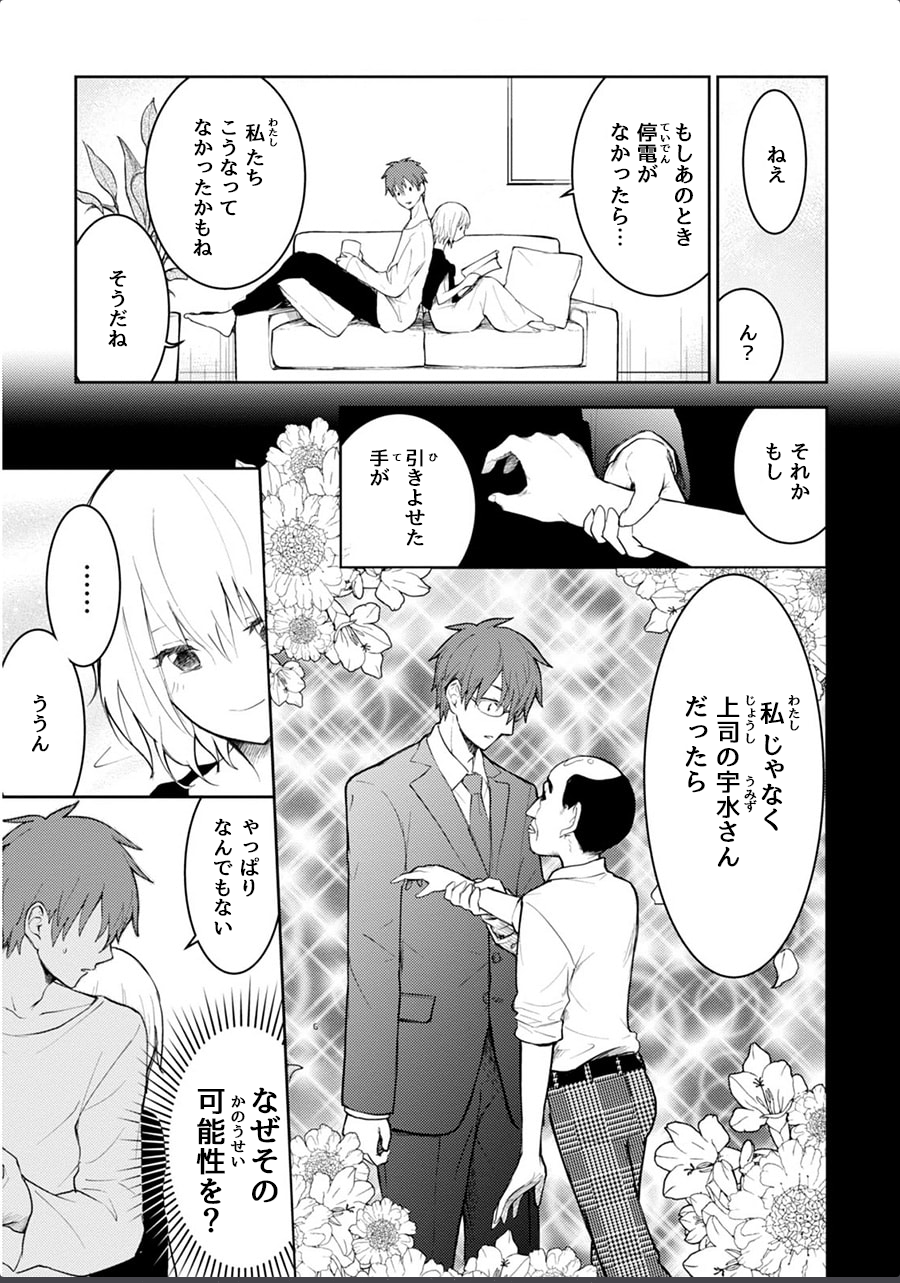 ねえ
ん？
もしあのとき
停電が
なかったら…
私たち
こうなって
なかったかもね
そうだね
それか
もし
引きよせた
手が
私じゃなく
上司の宇水さん
だったら
……
ううん
やっぱり
なんでもない
なぜその
可能性を？